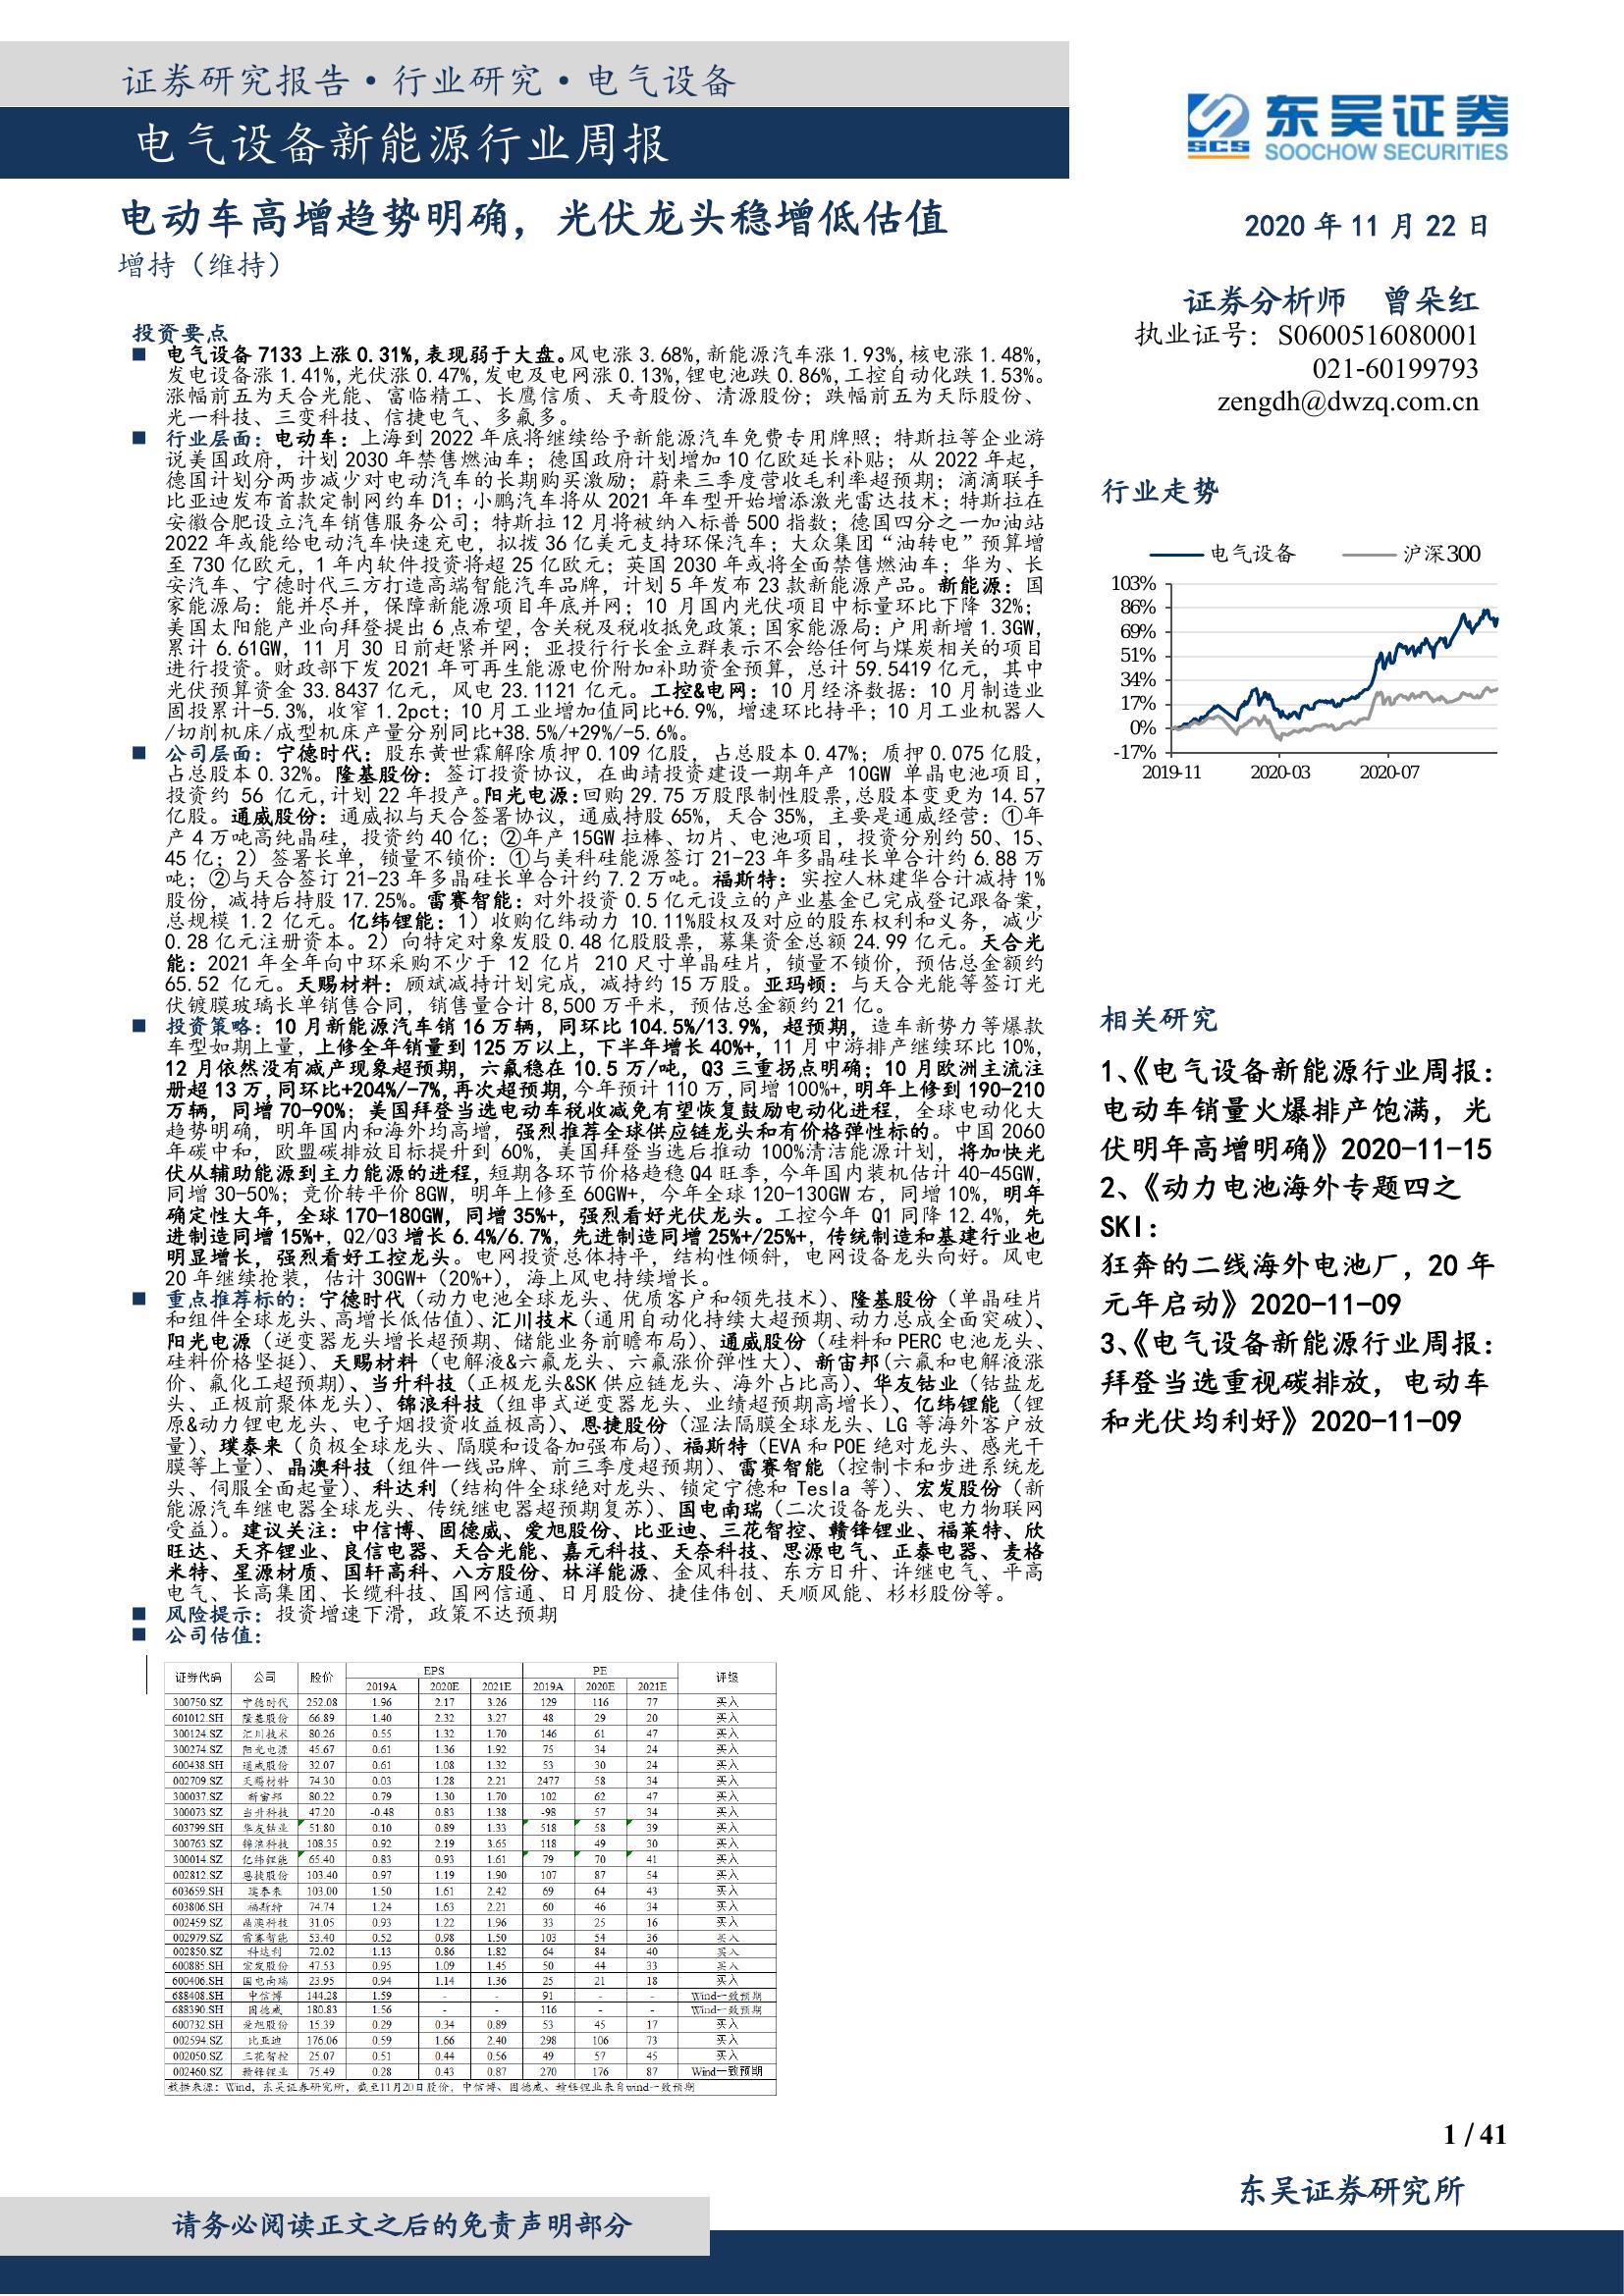 证券研究报告·行业研究·电气设备
电气设备新能源行业周报
东吴证券
SCS
SOOCHOW SECURITIES
电动车高增趋势明确，光伏龙头稳增低估值
增持（维持）
2020 年 11 月 22 日
证券分析师 曾朵红
执业证号：S0600516080001
021-60199793
zengdh@dwzq.com.cn
投资要点
■ 电气设备 7133 上涨 0.31%,表现弱于大盘。风电涨 3.68%,新能源汽车涨 1.93%,核电涨 1.48%,
发电设备涨 1.41%,光伏涨 0.47%,发电及电网涨 0.13%,锂电池跌 0.86%,工控自动化跌 1.53%。
涨幅前五为天合光能、富临精工、长鹰信质、天奇股份、清源股份；跌幅前五为天际股份、
光一科技、三变科技、信捷电气、多氟多。
■ 行业层面：电动车：上海到 2022 年底将继续给予新能源汽车免费专用牌照；特斯拉等企业游
说美国政府，计划 2030 年禁售燃油车；德国政府计划增加 10 亿欧延长补贴；从 2022 年起，
德国计划分两步减少对电动汽车的长期购买激励；蔚来三季度营收毛利率超预期；滴滴联手
比亚迪发布首款定制网约车 D1；小鹏汽车将从 2021 年车型开始增添激光雷达技术；特斯拉在
安徽合肥设立汽车销售服务公司；特斯拉 12 月将被纳入标普 500 指数；德国四分之一加油站
2022 年或能给电动汽车快速充电，拟拨 36 亿美元支持环保汽车；大众集团“油转电”预算增
至 730 亿欧元，1 年内软件投资将超 25 亿欧元；英国 2030 年或将全面禁售燃油车；华为、长
安汽车、宁德时代三方打造高端智能汽车品牌，计划 5 年发布 23 款新能源产品。新能源：国
家能源局：能并尽并，保障新能源项目年底并网；10 月国内光伏项目中标量环比下降 32%；
美国太阳能产业向拜登提出 6 点希望，含关税及税收抵免政策；国家能源局：户用新增 1.3GW，
累计 6.61GW，11 月 30 日前赶紧并网；亚投行行长金立群表示不会给任何与煤炭相关的项目
进行投资。财政部下发 2021 年可再生能源电价附加补助资金预算，总计 59.5419 亿元，其中
光伏预算资金 33.8437 亿元，风电 23.1121 亿元。工控&电网：10 月经济数据：10 月制造业
固投累计-5.3%，收窄 1.2pct；10 月工业增加值同比+6.9%，增速环比持平；10 月工业机器人
/切削机床/成型机床产量分别同比+38.5%/+29%/-5.6%。
■ 公司层面：宁德时代：股东黄世霖解除质押 0.109 亿股，占总股本 0.47%；质押 0.075 亿股，
占总股本 0.32%。隆基股份：签订投资协议，在曲靖投资建设一期年产 10GW 单晶电池项目，
投资约 56 亿元,计划 22 年投产。阳光电源:回购 29.75 万股限制性股票,总股本变更为 14.57
亿股。通威股份：通威拟与天合签署协议，通威持股 65%，天合 35%，主要是通威经营：①年
产 4 万吨高纯晶硅，投资约 40 亿；②年产 15GW 拉棒、切片、电池项目，投资分别约 50、15、
45 亿；2）签署长单，锁量不锁价：①与美科硅能源签订 21-23 年多晶硅长单合计约 6.88 万
吨；②与天合签订 21-23 年多晶硅长单合计约 7.2 万吨。福斯特：实控人林建华合计减持 1%
股份，减持后持股 17.25%。雷赛智能：对外投资 0.5 亿元设立的产业基金已完成登记跟备案，
总规模 1.2 亿元。亿纬锂能：1）收购亿纬动力 10.11%股权及对应的股东权利和义务，减少
0.28 亿元注册资本。2）向特定对象发股 0.48 亿股股票，募集资金总额 24.99 亿元。天合光
能：2021 年全年向中环采购不少于 12 亿片 210 尺寸单晶硅片，锁量不锁价，预估总金额约
65.52 亿元。天赐材料：顾斌减持计划完成，减持约 15 万股。亚玛顿：与天合光能等签订光
伏镀膜玻璃长单销售合同，销售量合计 8,500 万平米，预估总金额约 21 亿。
■ 投资策略：10 月新能源汽车销 16 万辆，同环比 104.5%/13.9%，超预期，造车新势力等爆款
车型如期上量，上修全年销量到 125 万以上，下半年增长 40%+，11 月中游排产继续环比 10%，
12 月依然没有减产现象超预期，六氟稳在 10.5 万/吨，Q3 三重拐点明确；10 月欧洲主流注
册超 13 万,同环比+204%/-7%,再次超预期,今年预计 110 万,同增 100%+,明年上修到 190-210
万辆，同增 70-90%；美国拜登当选电动车税收减免有望恢复鼓励电动化进程，全球电动化大
趋势明确，明年国内和海外均高增，强烈推荐全球供应链龙头和有价格弹性标的。中国 2060
年碳中和，欧盟碳排放目标提升到 60%，美国拜登当选后推动 100%清洁能源计划，将加快光
伏从辅助能源到主力能源的进程,短期各环节价格趋稳 Q4 旺季，今年国内装机估计 40-45GW，
同增 30-50%；竞价转平价 8GW，明年上修至 60GW+，今年全球 120-130GW 右，同增 10%，明年
确定性大年，全球 170-180GW，同增 35%+，强烈看好光伏龙头。工控今年 Q1 同降 12.4%，先
进制造同增 15%+，Q2/Q3 增长 6.4%/6.7%，先进制造同增 25%+/25%+，传统制造和基建行业也
明显增长，强烈看好工控龙头。电网投资总体持平，结构性倾斜，电网设备龙头向好。风电
20 年继续抢装，估计 30GW+（20%+），海上风电持续增长。
■ 重点推荐标的：宁德时代（动力电池全球龙头、优质客户和领先技术）、隆基股份（单晶硅片
和组件全球龙头、高增长低估值）、汇川技术（通用自动化持续大超预期、动力总成全面突破）、
阳光电源（逆变器龙头增长超预期、储能业务前瞻布局）、通威股份（硅料和 PERC 电池龙头、
硅料价格坚挺）、天赐材料（电解液&六氟龙头、六氟涨价弹性大）、新宙邦(六氟和电解液涨
价、氟化工超预期）、当升科技（正极龙头&SK 供应链龙头、海外占比高）、华友钴业（钴盐龙
头、正极前聚体龙头）、锦浪科技（组串式逆变器龙头、业绩超预期高增长）、亿纬锂能（锂
原&动力锂电龙头、电子烟投资收益极高）、恩捷股份（湿法隔膜全球龙头、LG 等海外客户放
量）、璞泰来（负极全球龙头、隔膜和设备加强布局）、福斯特（EVA 和 POE 绝对龙头、感光干
膜等上量）、晶澳科技（组件一线品牌、前三季度超预期）、雷赛智能（控制卡和步进系统龙
头、伺服全面起量）、科达利（结构件全球绝对龙头、锁定宁德和 Tesla 等）、宏发股份（新
能源汽车继电器全球龙头、传统继电器超预期复苏）、国电南瑞（二次设备龙头、电力物联网
受益）。建议关注：中信博、固德威、爱旭股份、比亚迪、三花智控、赣锋锂业、福莱特、欣
旺达、天齐锂业、良信电器、天合光能、嘉元科技、天奈科技、思源电气、正泰电器、麦格
米特、星源材质、国轩高科、八方股份、林洋能源、金风科技、东方日升、许继电气、平高
电气、长高集团、长缆科技、国网信通、日月股份、捷佳伟创、天顺风能、杉杉股份等。
■ 风险提示：投资增速下滑，政策不达预期
■ 公司估值：
证券代码 公司 股价 EPS PE 评级
2019A 2020E 2021E 2019A 2020E 2021E
300750.SZ 宁德时代 252.08 1.96 2.17 3.26 129 116 77 买入
601012.SH 隆基股份 66.89 1.40 2.32 3.27 48 29 20 买入
300124.SZ 汇川技术 80.26 0.55 1.32 1.70 146 61 47 买入
300274.SZ 阳光电源 45.67 0.61 1.36 1.92 75 34 24 买入
600438.SH 通威股份 32.07 0.61 1.08 1.32 53 30 24 买入
002709.SZ 天赐材料 74.30 0.03 1.28 2.21 2477 58 34 买入
300037.SZ 新宙邦 80.22 0.79 1.30 1.70 102 62 47 买入
300073.SZ 当升科技 47.20 -0.48 0.83 1.38 -98 57 34 买入
603799.SH 华友钴业 51.80 0.10 0.89 1.33 518 58 39 买入
300763.SZ 锦浪科技 108.35 0.92 2.19 3.65 118 49 30 买入
300014.SZ 亿纬锂能 65.40 0.83 0.93 1.61 79 70 41 买入
002812.SZ 恩捷股份 103.40 0.97 1.19 1.90 107 87 54 买入
603659.SH 璞泰来 103.00 1.50 1.61 2.42 69 64 43 买入
603806.SH 福斯特 74.74 1.24 1.63 2.21 60 46 34 买入
002459.SZ 晶澳科技 31.05 0.93 1.22 1.96 33 25 16 买入
002979.SZ 雷赛智能 53.40 0.52 0.98 1.50 103 54 36 买入
002850.SZ 科达利 72.02 1.13 0.86 1.82 64 84 40 买入
600885.SH 宏发股份 47.53 0.95 1.09 1.45 50 44 33 买入
600406.SH 国电南瑞 23.95 0.94 1.14 1.36 25 21 18 买入
688408.SH 中信博 144.28 1.59 - - 91 - - Wind一致预期
688390.SH 固德威 180.83 1.56 - - 116 - - Wind一致预期
600732.SH 爱旭股份 15.39 0.29 0.34 0.89 53 45 17 买入
002594.SZ 比亚迪 176.06 0.59 1.66 2.40 298 106 73 买入
002050.SZ 三花智控 25.07 0.51 0.44 0.56 49 57 45 买入
002460.SZ 赣锋锂业 75.49 0.28 0.43 0.87 270 176 87 Wind一致预期
数据来源：Wind，东吴证券研究所，截至11月20日股价，中信博、固德威、赣锋锂业来自wind一致预期
行业走势
电气设备 沪深300
103%
86%
69%
51%
34%
17%
0%
-17%
2019-11 2020-03 2020-07
相关研究
1、《电气设备新能源行业周报：
电动车销量火爆排产饱满，光
伏明年高增明确》2020-11-15
2、《动力电池海外专题四之
SKI：
狂奔的二线海外电池厂，20 年
元年启动》2020-11-09
3、《电气设备新能源行业周报：
拜登当选重视碳排放，电动车
和光伏均利好》2020-11-09
1 / 41
东吴证券研究所
请务必阅读正文之后的免责声明部分